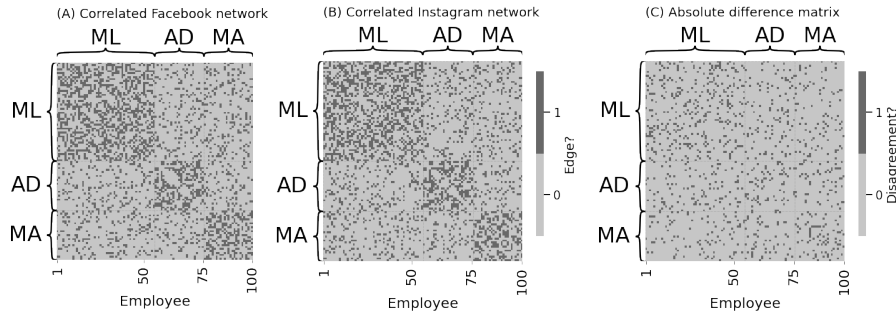 (A) Correlated Facebook network
ML AD MA
ML
AD
MA
1 50 75 100
Employee
(B) Correlated Instagram network
ML AD MA
ML
AD
MA
1 50 75 100
Employee
1
0
Edge?
(C) Absolute difference matrix
ML AD MA
ML
AD
MA
1 50 75 100
Employee
1
0
Disagreement?